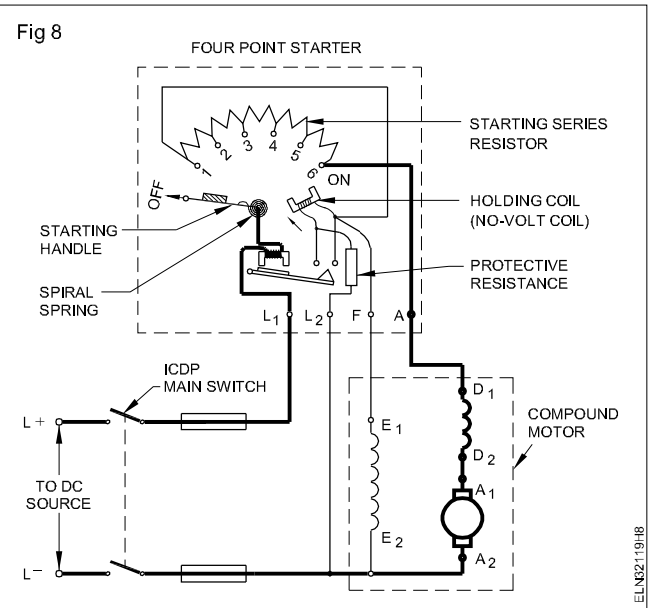 Fig 8
FOUR POINT STARTER
1
2
3
4
5
6
ON
OFF
STARTING SERIES
RESISTOR
HOLDING COIL
(NO-VOLT COIL)
STARTING
HANDLE
PROTECTIVE
RESISTANCE
SPIRAL
SPRING
L1
L2
F
A
ICDP
MAIN SWITCH
L+
TO DC
SOURCE
L–
D1
D2
E1
E2
A1
A2
COMPOUND
MOTOR
ELN32119H8